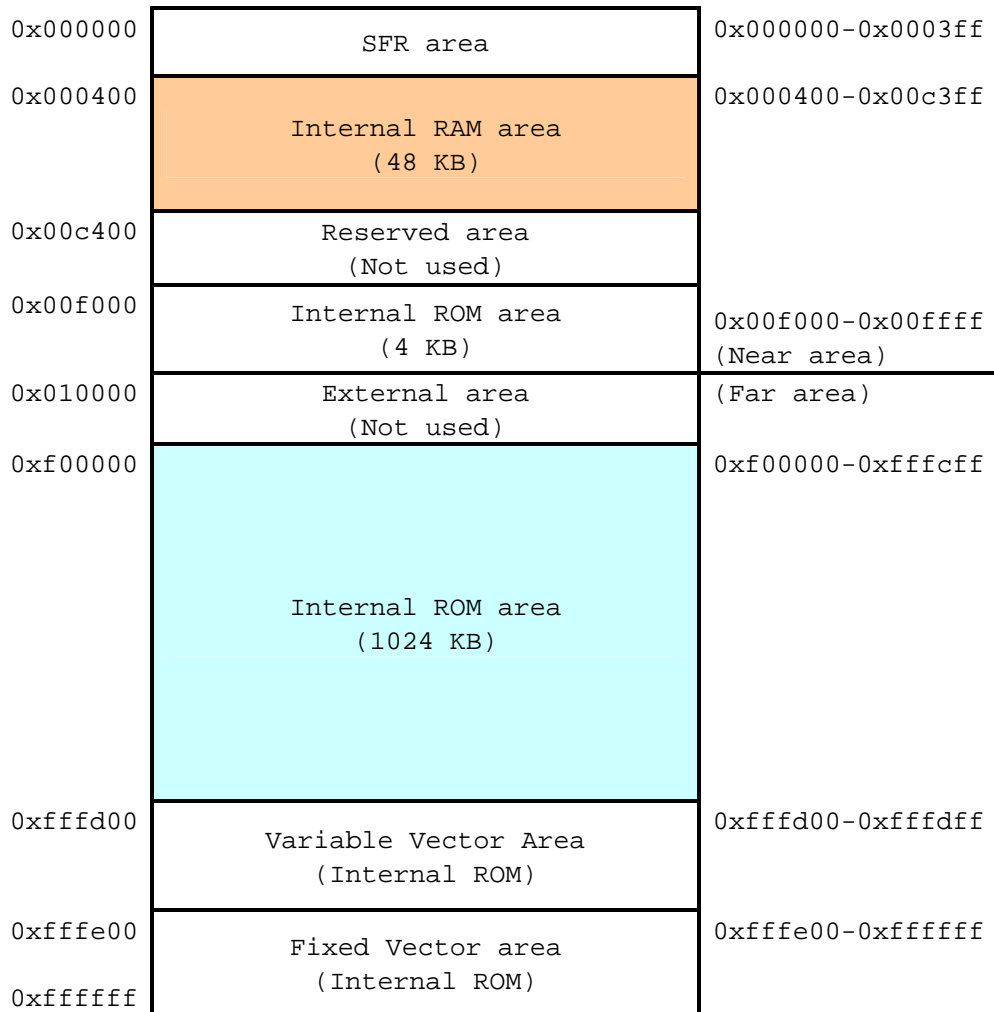 0x000000
SFR area
0x000000-0x0003ff
0x000400
Internal RAM area
(48 KB)
0x000400-0x00c3ff
0x00c400
Reserved area
(Not used)
0x00f000
Internal ROM area
(4 KB)
0x00f000-0x00ffff
(Near area)
0x010000
External area
(Not used)
(Far area)
0xf00000
Internal ROM area
(1024 KB)
0xf00000-0xfffcff
0xfffd00
Variable Vector Area
(Internal ROM)
0xfffd00-0xfffdff
0xfffe00
Fixed Vector area
(Internal ROM)
0xfffe00-0xffffff
0xffffff